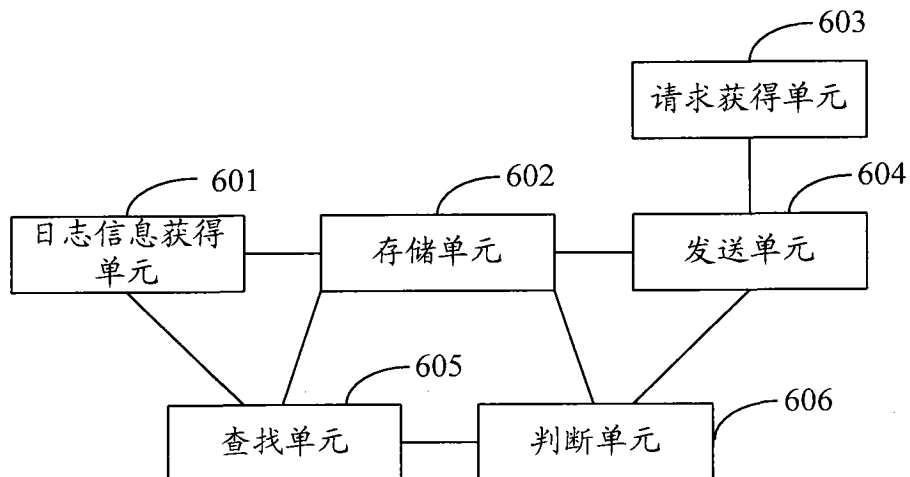 603
请求获得单元
601
602
604
日志信息获得
单元
存储单元
发送单元
605
606
查找单元
判断单元